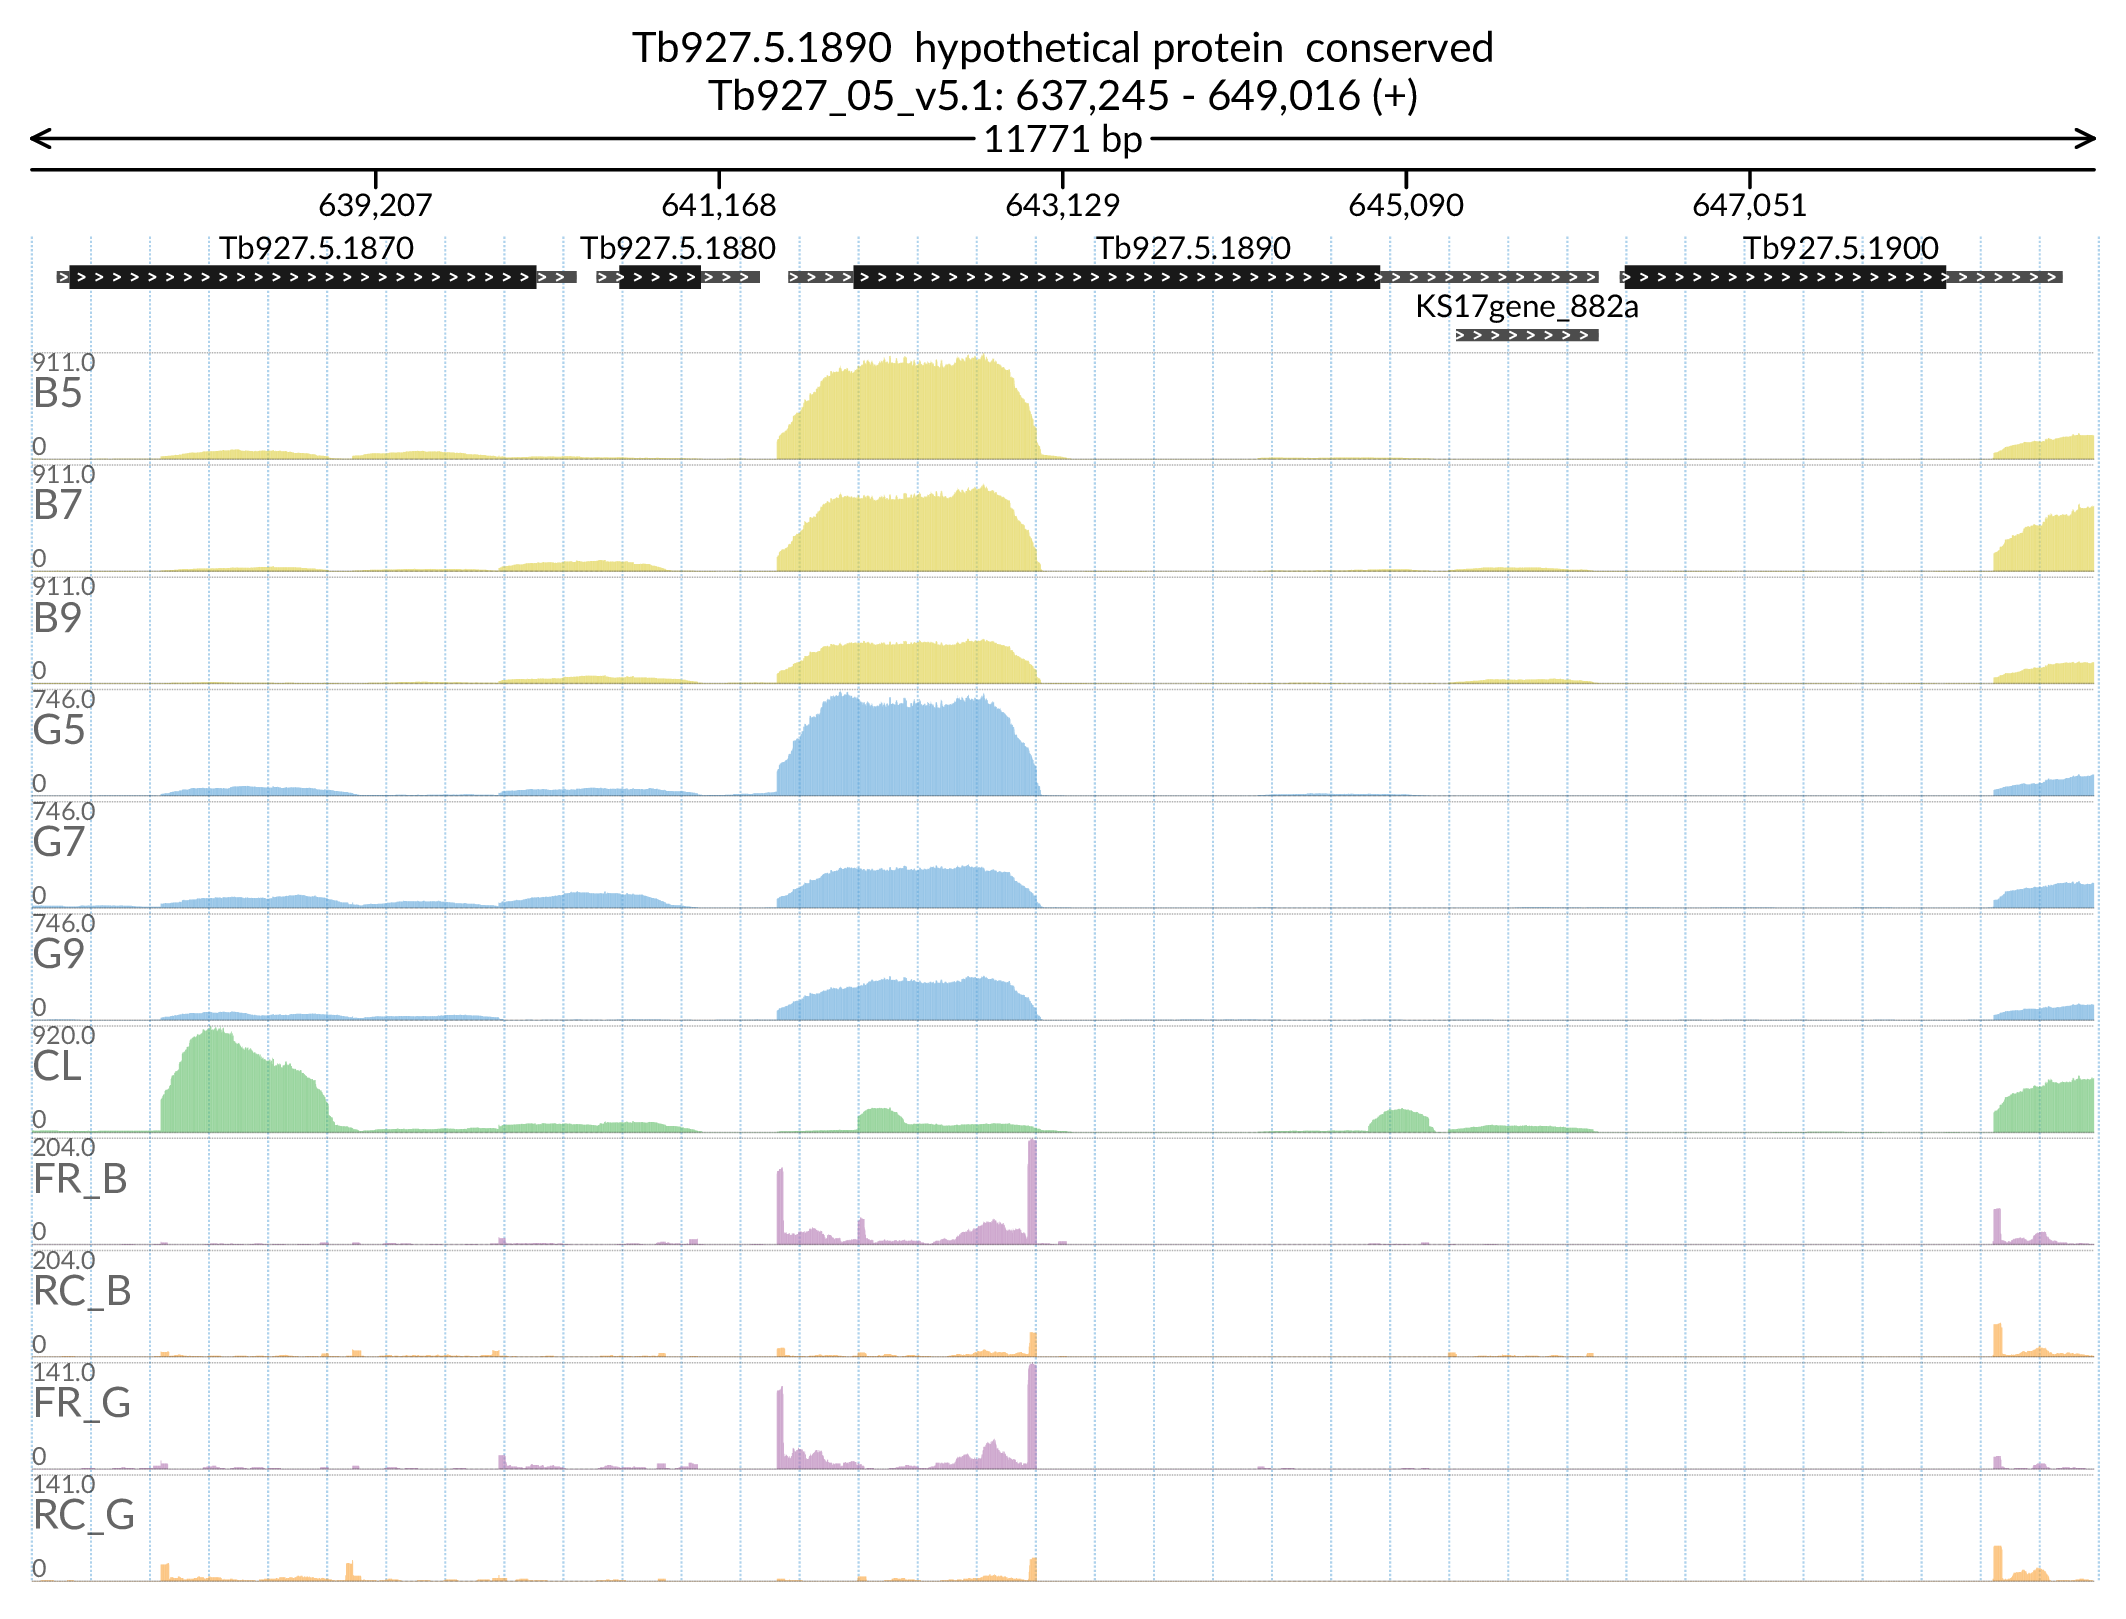 Tb927.5.1890  hypothetical protein  conserved
Tb927_05_v5.1: 637,245 - 649,016 (+)
11771 bp
639,207 641,168 643,129 645,090 647,051
Tb927.5.1870 Tb927.5.1880 Tb927.5.1890 Tb927.5.1900
KS17gene_882a
911.0
B5
0
911.0
B7
0
911.0
B9
0
746.0
G5
0
746.0
G7
0
746.0
G9
0
920.0
CL
0
204.0
FR_B
0
204.0
RC_B
0
141.0
FR_G
0
141.0
RC_G
0